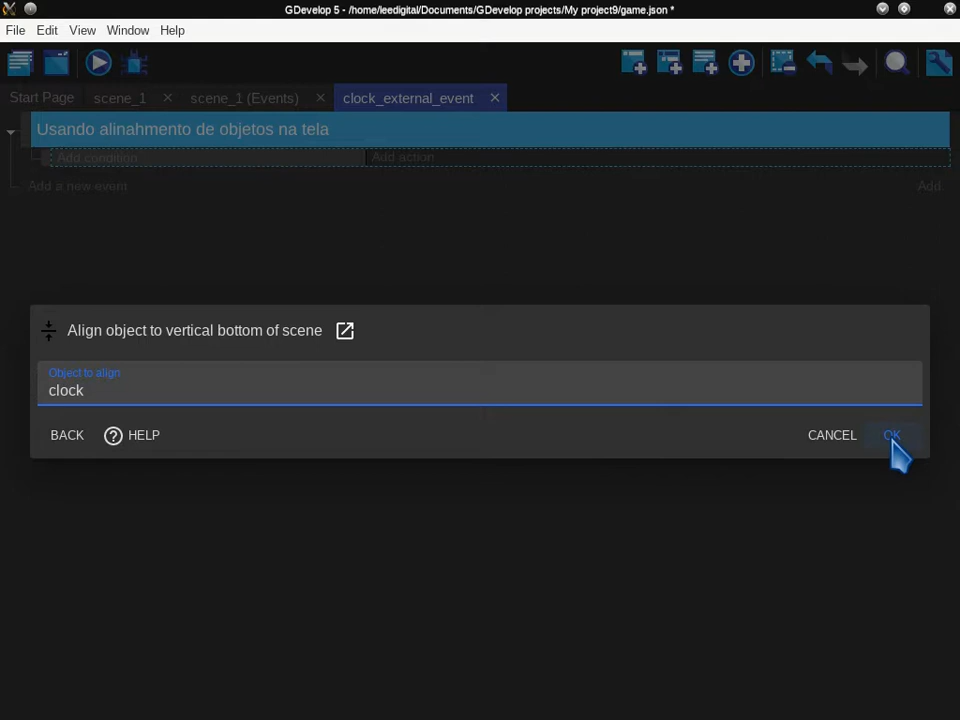 GDevelop 5 - /home/leedigital/Documents/GDevelop projects/My project9/game.json *
File Edit View Window Help
Start Page scene_1 scene_1 (Events) clock_external_event
Usando alinahmento de objetos na tela
Add condition Add action
Add a new event Add
Align object to vertical bottom of scene
Object to align
clock
BACK HELP CANCEL OK